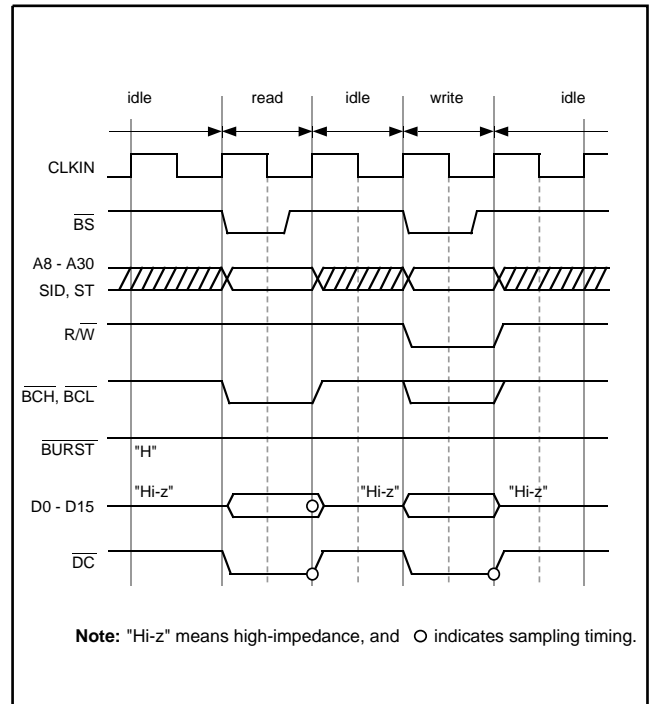 idle read idle write idle
CLKIN
BS
A8 - A30
SID, ST
R/W
BCH, BCL
BURST "H"
"Hi-z" "Hi-z" "Hi-z"
D0 - D15
DC
Note: "Hi-z" means high-impedance, and O indicates sampling timing.